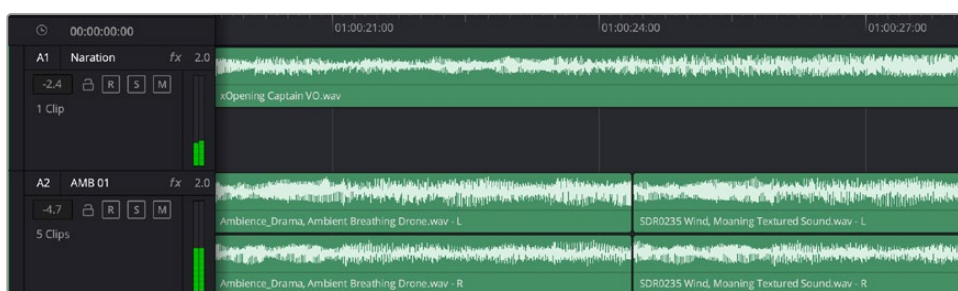 00:00:00:00
01:00:21:00
01:00:24:00
01:00:27:00
A1 Naration fx 2.0
-2.4 R S M
1 Clip
xOpening Captain VO.wav
A2 AMB 01 fx 2.0
-4.7 R S M
5 Clips
Ambience_Drama, Ambient Breathing Drone.wav - L
SDR0235 Wind, Moaning Textured Sound.wav - L
Ambience_Drama, Ambient Breathing Drone.wav - R
SDR0235 Wind, Moaning Textured Sound.wav - R